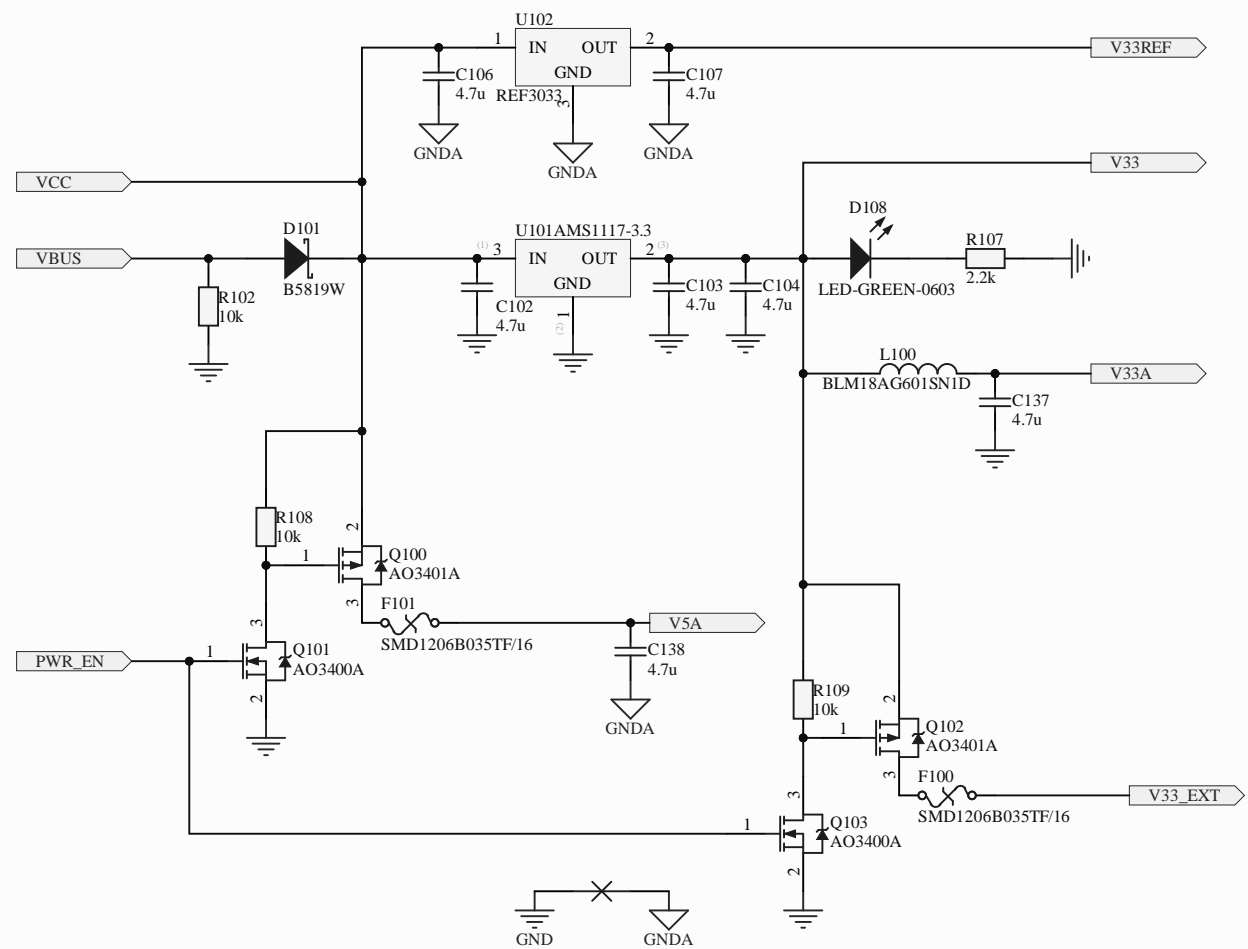 U102
1
IN
OUT
2
GND
REF3033
3
V33REF
C106
4.7u
GNDA
GNDA
C107
4.7u
GNDA
VCC
V33
VBUS
D101
B5819W
R102
10k
U101AMS1117-3.3
(1)
3
IN
OUT
2
(3)
GND
(2)
1
C102
4.7u
C103
4.7u
C104
4.7u
D108
LED-GREEN-0603
R107
2.2k
L100
BLM18AG601SN1D
V33A
C137
4.7u
R108
10k
2
1
Q100
AO3401A
3
F101
SMD1206B035TF/16
V5A
C138
4.7u
GNDA
PWR_EN
3
1
Q101
AO3400A
2
R109
10k
2
1
Q102
AO3401A
3
F100
SMD1206B035TF/16
V33_EXT
3
1
Q103
AO3400A
2
GND
GNDA